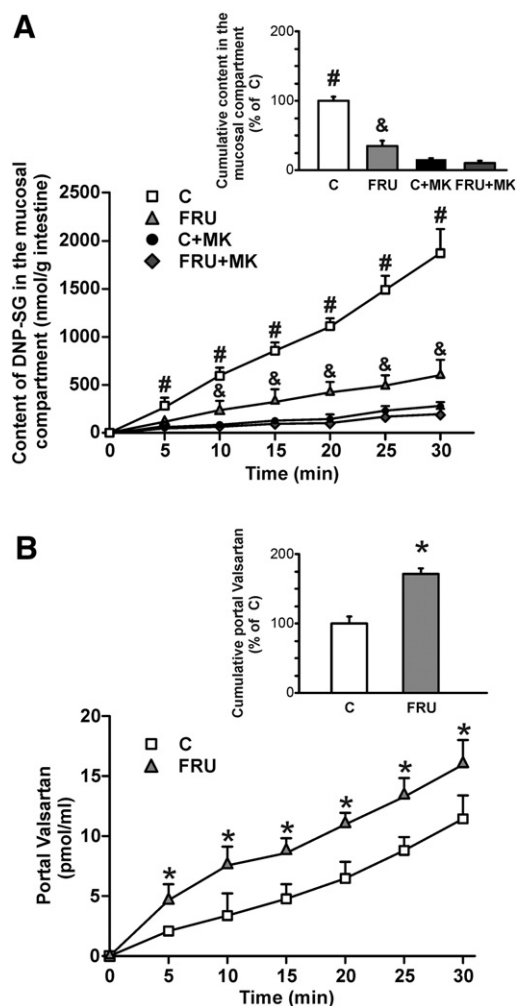 A
Cumulative content in the
mucosal compartment
(% of C)
100
50
0
#
&
C FRU C+MK FRU+MK
Content of DNP-SG in the mucosal
compartment (nmol/g intestine)
2500
2000
1500
1000
500
0
C
FRU
C+MK
FRU+MK
# # # # # #
& & & & &
0 5 10 15 20 25 30
Time (min)
B
Cumulative portal Valsartan
(% of C)
200
150
100
50
0
*
C FRU
Portal Valsartan
(pmol/ml)
20
15
10
5
0
C
FRU
* * * * * *
0 5 10 15 20 25 30
Time (min)